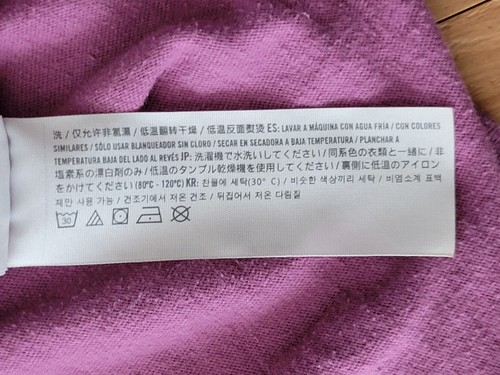 洗 / 仅允许非氯漂 / 低温翻转干燥 / 低温反面熨烫 ES: LAVAR A MÁQUINA CON AGUA FRÍA / CON COLORES
SIMILARES / SÓLO USAR BLANQUEADOR SIN CLORO / SECAR EN SECADORA A BAJA TEMPERATURA / PLANCHAR A
TEMPERATURA BAJA DEL LADO AL REVÉS JP: 洗濯機で水洗いしてください / 同系色の衣類と一緒に / 非
塩素系の漂白剤のみ / 低温のタンブル乾燥機を使用してください / 裏側に低温のアイロン
をかけてください (80°C - 120°C) KR: 찬물에 세탁(30° C) / 비슷한 색상끼리 세탁 / 비염소계 표백
제만 사용 가능 / 건조기에서 저온 건조 / 뒤집어서 저온 다림질
30